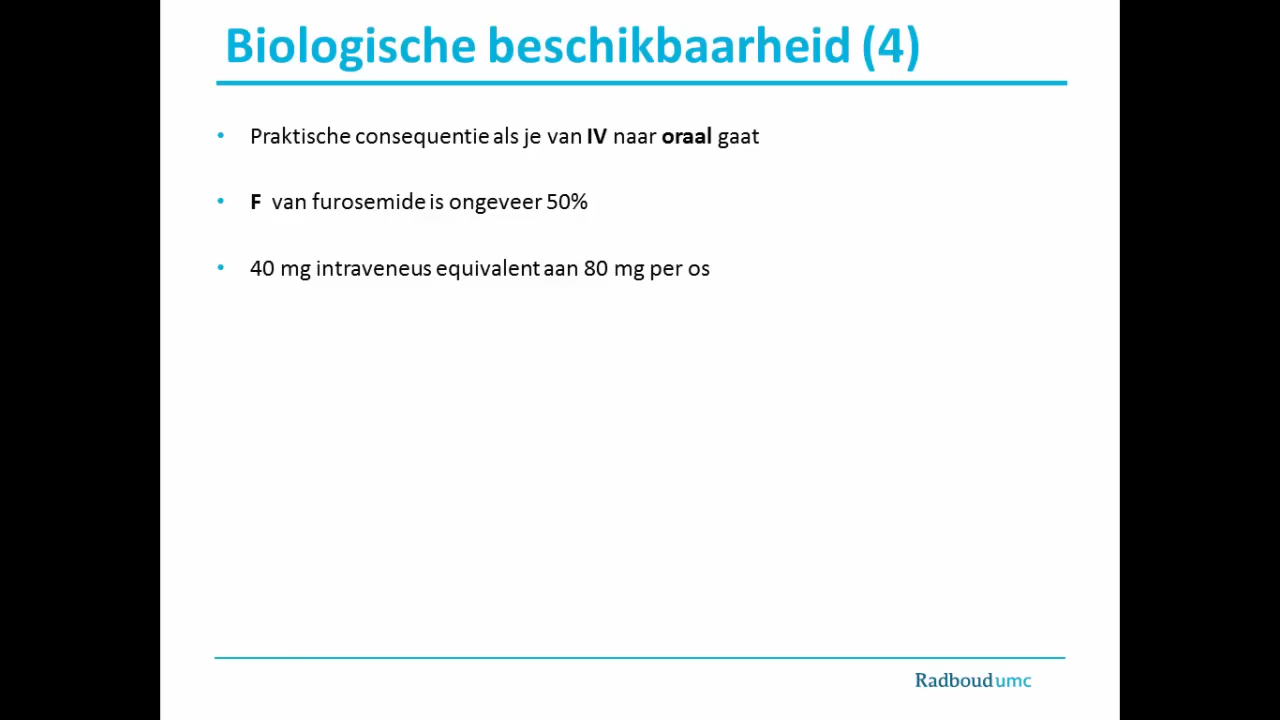 Biologische beschikbaarheid (4)
• Praktische consequentie als je van IV naar oraal gaat
• F van furosemide is ongeveer 50%
• 40 mg intraveneus equivalent aan 80 mg per os
Radboudumc